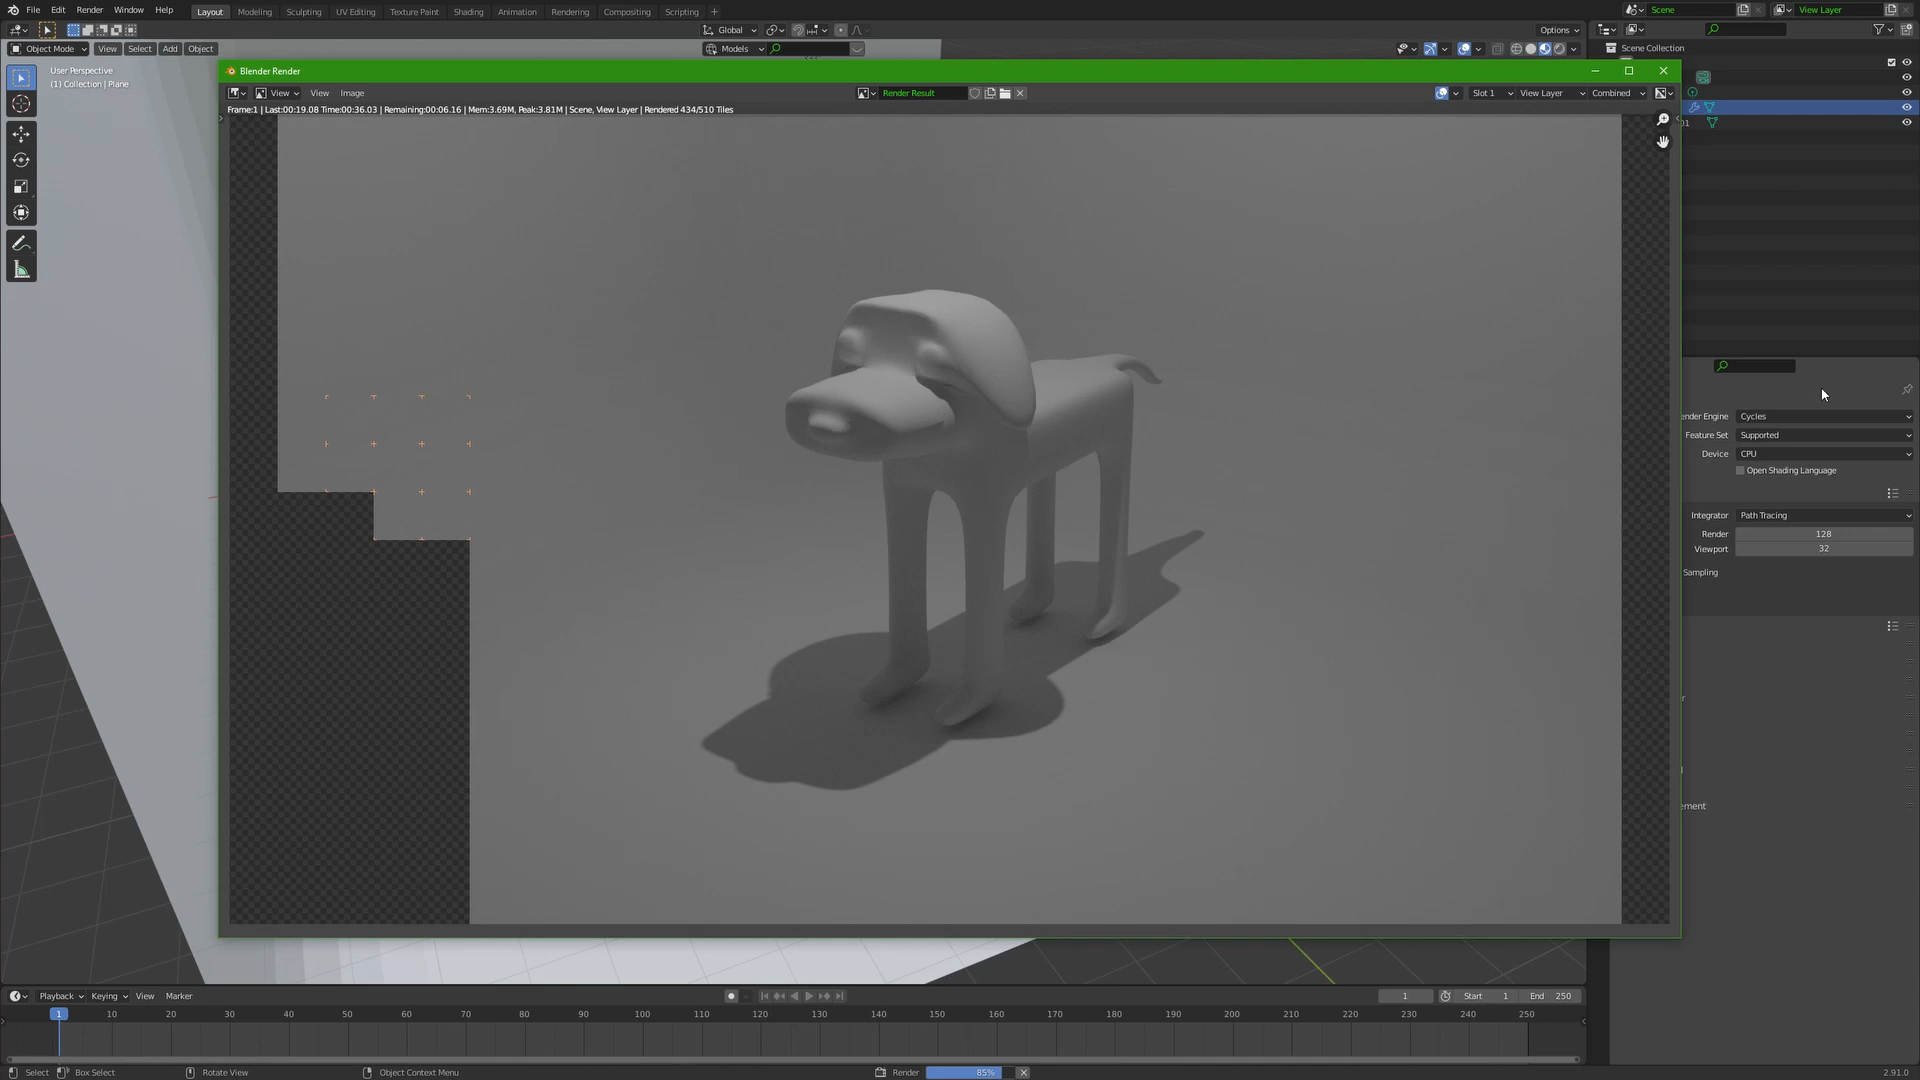 File Edit Render Window Help Layout Modeling Sculpting UV Editing Texture Paint Shading Animation Rendering Compositing Scripting + Scene View Layer
Global Options
Object Mode View Select Add Object Models Scene Collection
User Perspective
(1) Collection | Plane
Blender Render
View View Image Render Result Slot 1 View Layer Combined
Frame:1 | Last:00:19.08 Time:00:36.03 | Remaining:00:06.16 | Mem:3.69M, Peak:3.81M | Scene, View Layer | Rendered 434/510 Tiles
01
ender Engine Cycles
Feature Set Supported
Device CPU
Open Shading Language
Integrator Path Tracing
Render 128
Viewport 32
Sampling
ement
Playback Keying View Marker 1 Start 1 End 250
1 10 20 30 40 50 60 70 80 90 100 110 120 130 140 150 160 170 180 190 200 210 220 230 240 250
Select Box Select Rotate View Object Context Menu Render 85% 2.91.0